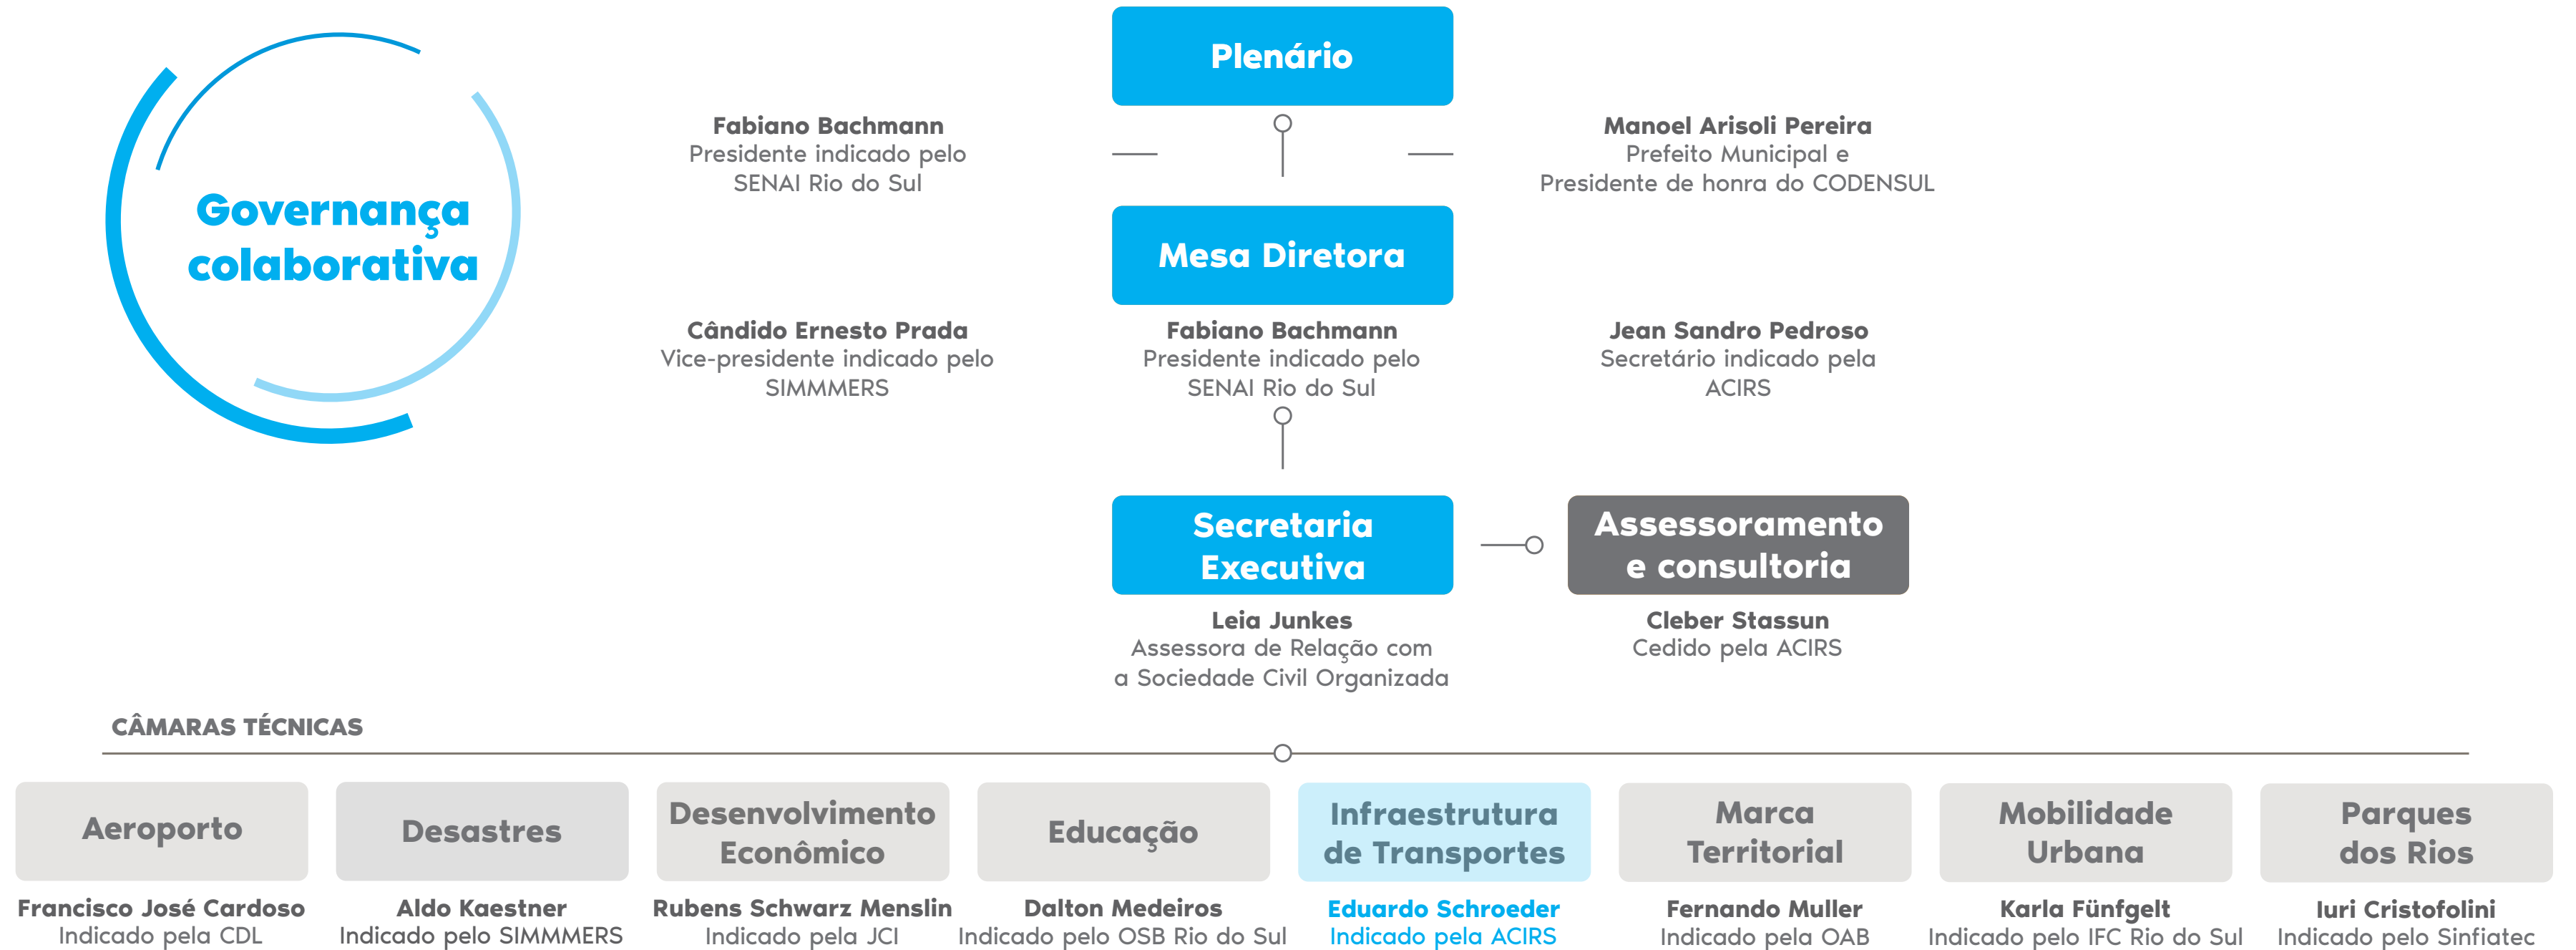 Governança
colaborativa
Plenário
Fabiano Bachmann
Presidente indicado pelo
SENAI Rio do Sul
Manoel Arisoli Pereira
Prefeito Municipal e
Presidente de honra do CODENSUL
Mesa Diretora
Cândido Ernesto Prada
Vice-presidente indicado pelo
SIMMMERS
Fabiano Bachmann
Presidente indicado pelo
SENAI Rio do Sul
Jean Sandro Pedroso
Secretário indicado pela
ACIRS
Secretaria
Executiva
Leia Junkes
Assessora de Relação com
a Sociedade Civil Organizada
Assessoramento
e consultoria
Cleber Stassun
Cedido pela ACIRS
CÂMARAS TÉCNICAS
Aeroporto
Francisco José Cardoso
Indicado pela CDL
Desastres
Aldo Kaestner
Indicado pelo SIMMMERS
Desenvolvimento
Econômico
Rubens Schwarz Menslin
Indicado pela JCI
Educação
Dalton Medeiros
Indicado pelo OSB Rio do Sul
Infraestrutura
de Transportes
Eduardo Schroeder
Indicado pela ACIRS
Marca
Territorial
Fernando Muller
Indicado pela OAB
Mobilidade
Urbana
Karla Fünfgelt
Indicado pelo IFC Rio do Sul
Parques
dos Rios
Iuri Cristofolini
Indicado pelo Sinfiatec